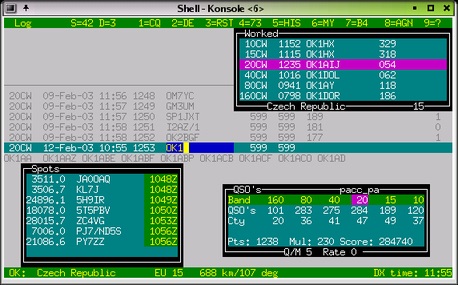 Shell - Konsole <6>
Log S=42 D=3 1=CQ 2=DE 3=RST 4=73 5=HIS 6=MY 7=B4 8=AGN 9=?
Worked
10CW 1152 OK1HX 329
15CW 1115 OK1HX 318
20CW 1235 OK1AIJ 054
40CW 1016 OK1DOL 062
80CW 0941 OK1AY 118
160CW 0798 OK1DOR 186
Czech Republic 15
20CW 09-Feb-03 11:56 1248 OM7YC
20CW 09-Feb-03 11:56 1249 GM3UM
20CW 09-Feb-03 11:57 1250 SP1JXT 599 599 189 1
20CW 09-Feb-03 11:58 1251 I2AZ/1 599 599 181 0
20CW 09-Feb-03 11:58 1252 OK2BGF 599 599 177 1
20CW 12-Feb-03 10:55 1253 OK1 599 599
OK1AA OK1AAZ OK1ABE OK1ABF OK1ABP OK1ACB OK1ACF OK1ACO OK1AD
Spots
3511.0 JA0OAQ 1048Z
3506.7 KL7J 1048Z
24896.1 5H9IR 1049Z
18078.0 5T5PBV 1050Z
28015.7 ZC4VG 1053Z
7006.0 PJ7/ND5S 1056Z
21086.6 PY7ZZ 1056Z
QSO's pacc_pa
Band 160 80 40 20 15 10
QSO's 101 283 275 284 189 120
Cty 20 36 41 47 49 37
Pts: 1238 Mul: 230 Score: 284740
Q/M 5 Rate 0
OK: Czech Republic EU 15 688 km/107 deg DX time: 11:55